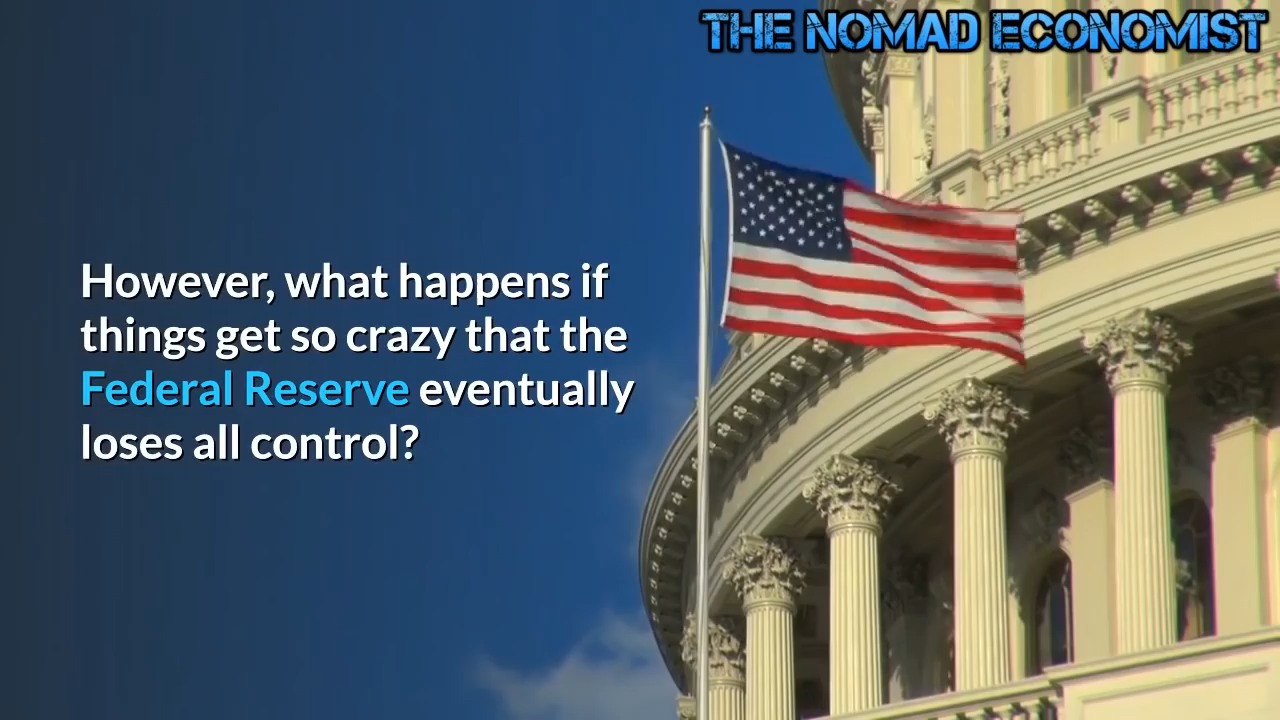 THE NOMAD ECONOMIST
However, what happens if
things get so crazy that the
Federal Reserve eventually
loses all control?